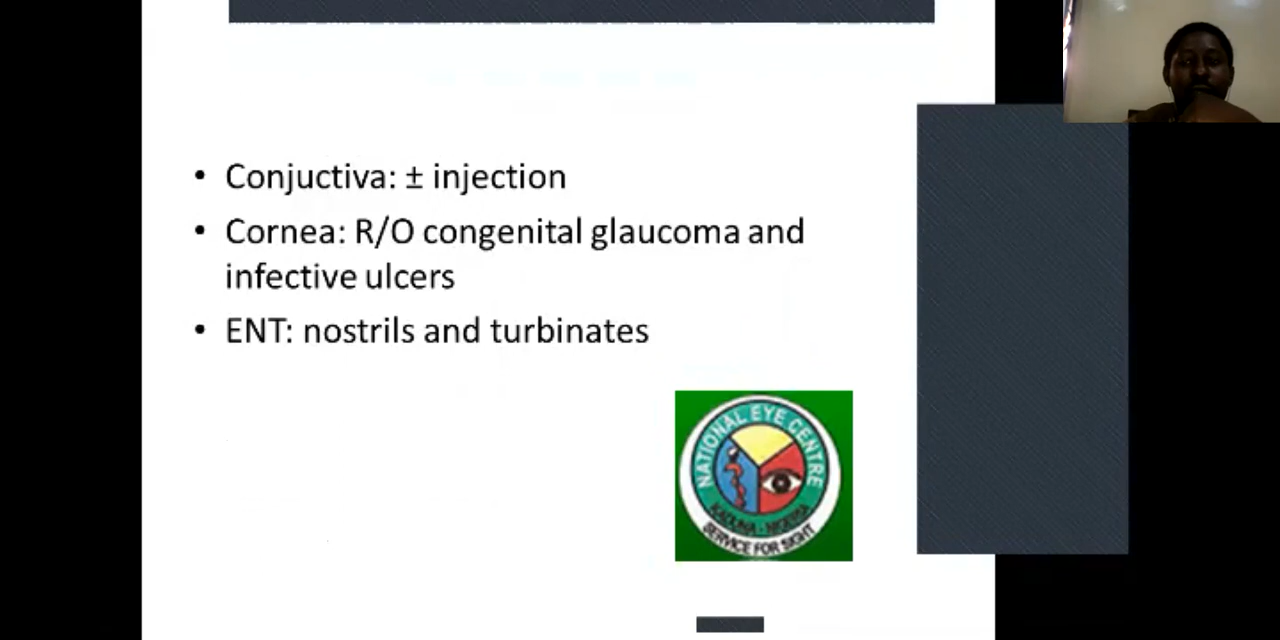 • Conjuctiva: ± injection
• Cornea: R/O congenital glaucoma and
infective ulcers
• ENT: nostrils and turbinates
NATIONAL EYE CENTRE
KADUNA - NIGERIA
SERVICE FOR SIGHT